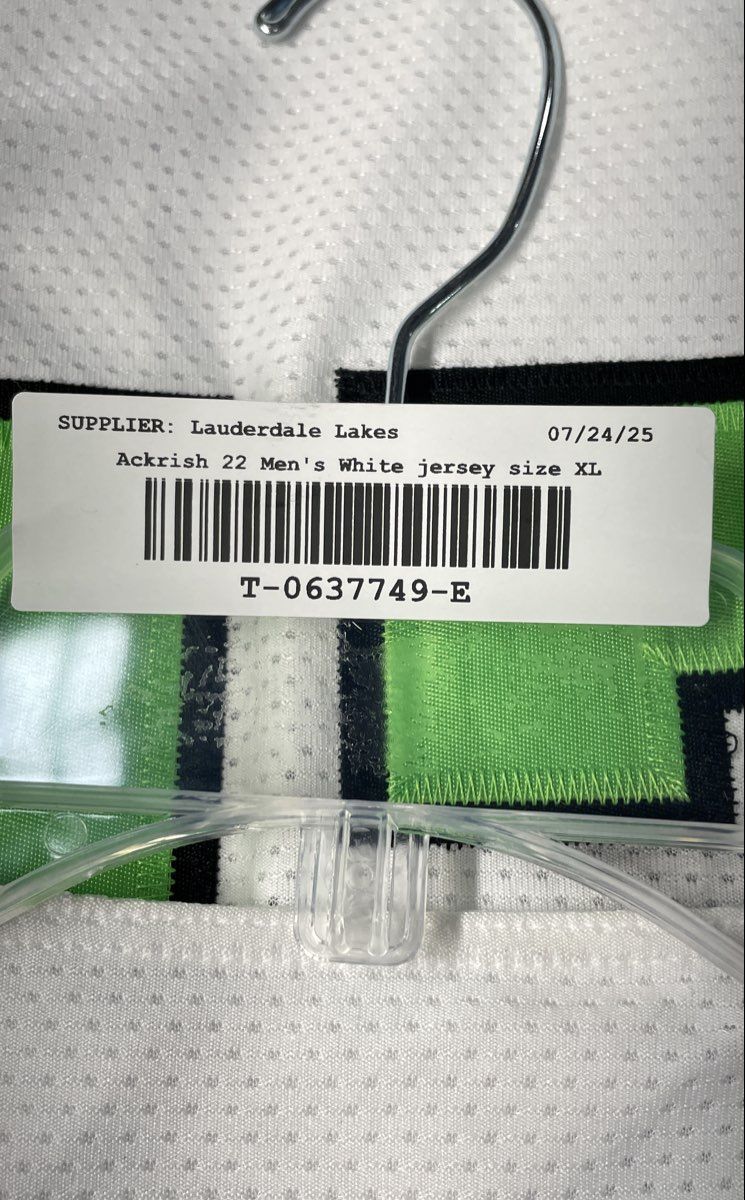 SUPPLIER: Lauderdale Lakes 07/24/25
Ackrish 22 Men's White jersey size XL
T-0637749-E